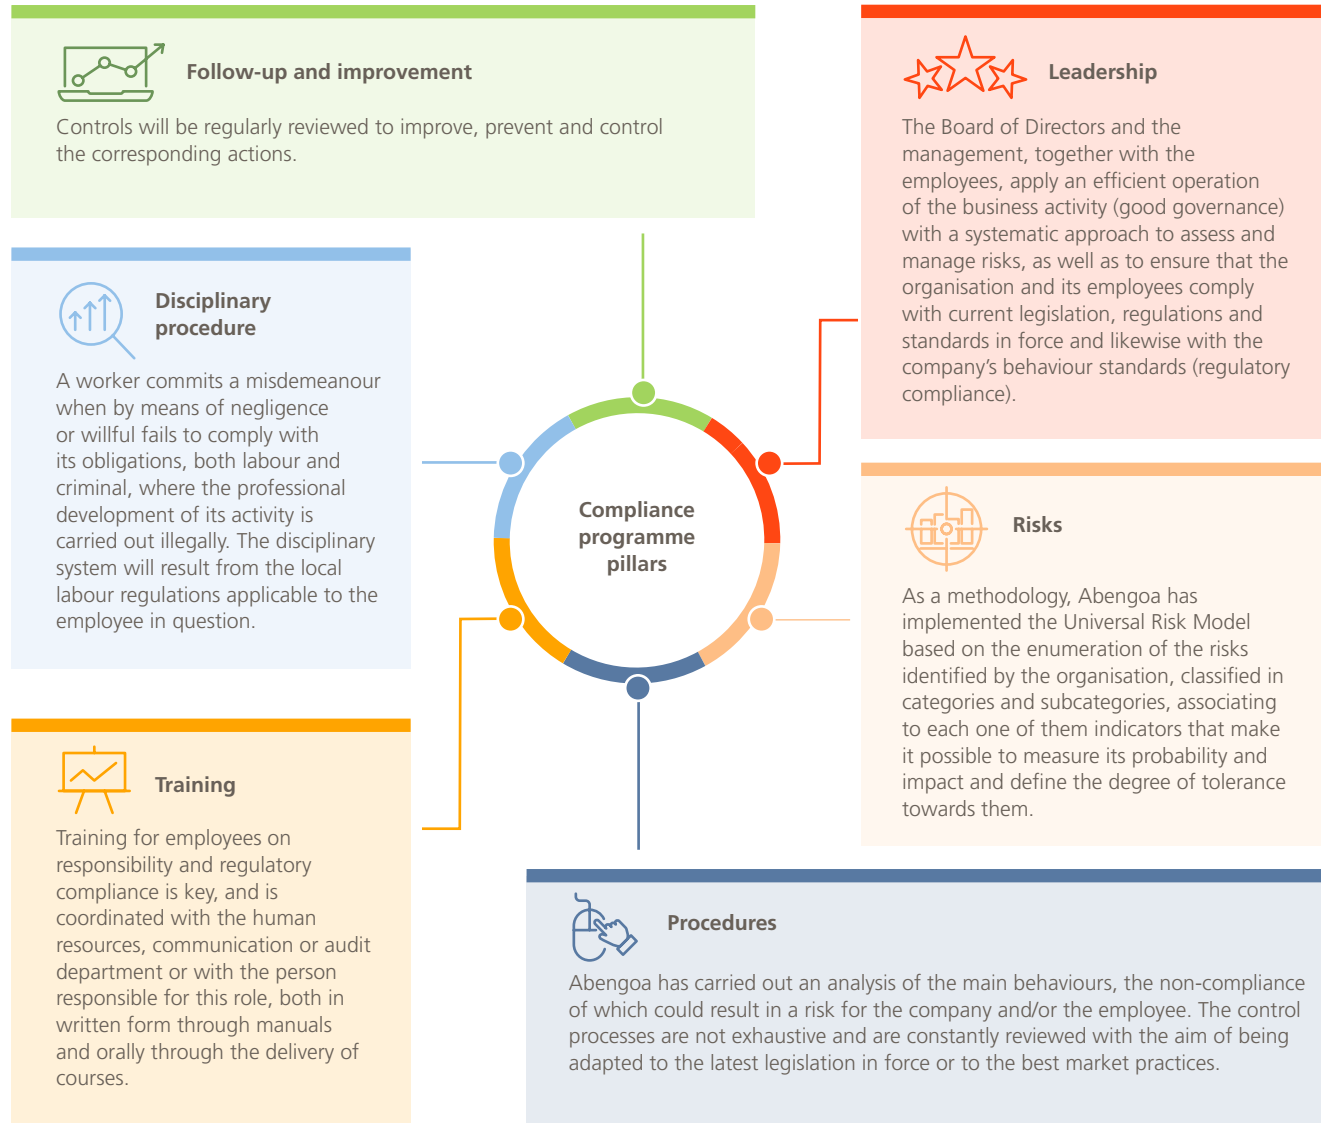 Follow-up and improvement
Controls will be regularly reviewed to improve, prevent and control
the corresponding actions.
Leadership
The Board of Directors and the
management, together with the
employees, apply an efficient operation
of the business activity (good governance)
with a systematic approach to assess and
manage risks, as well as to ensure that the
organisation and its employees comply
with current legislation, regulations and
standards in force and likewise with the
company's behaviour standards (regulatory
compliance).
Disciplinary
procedure
A worker commits a misdemeanour
when by means of negligence
or willful fails to comply with
its obligations, both labour and
criminal, where the professional
development of its activity is
carried out illegally. The disciplinary
system will result from the local
labour regulations applicable to the
employee in question.
Compliance
programme
pillars
Risks
As a methodology, Abengoa has
implemented the Universal Risk Model
based on the enumeration of the risks
identified by the organisation, classified in
categories and subcategories, associating
to each one of them indicators that make
it possible to measure its probability and
impact and define the degree of tolerance
towards them.
Training
Training for employees on
responsibility and regulatory
compliance is key, and is
coordinated with the human
resources, communication or audit
department or with the person
responsible for this role, both in
written form through manuals
and orally through the delivery of
courses.
Procedures
Abengoa has carried out an analysis of the main behaviours, the non-compliance
of which could result in a risk for the company and/or the employee. The control
processes are not exhaustive and are constantly reviewed with the aim of being
adapted to the latest legislation in force or to the best market practices.